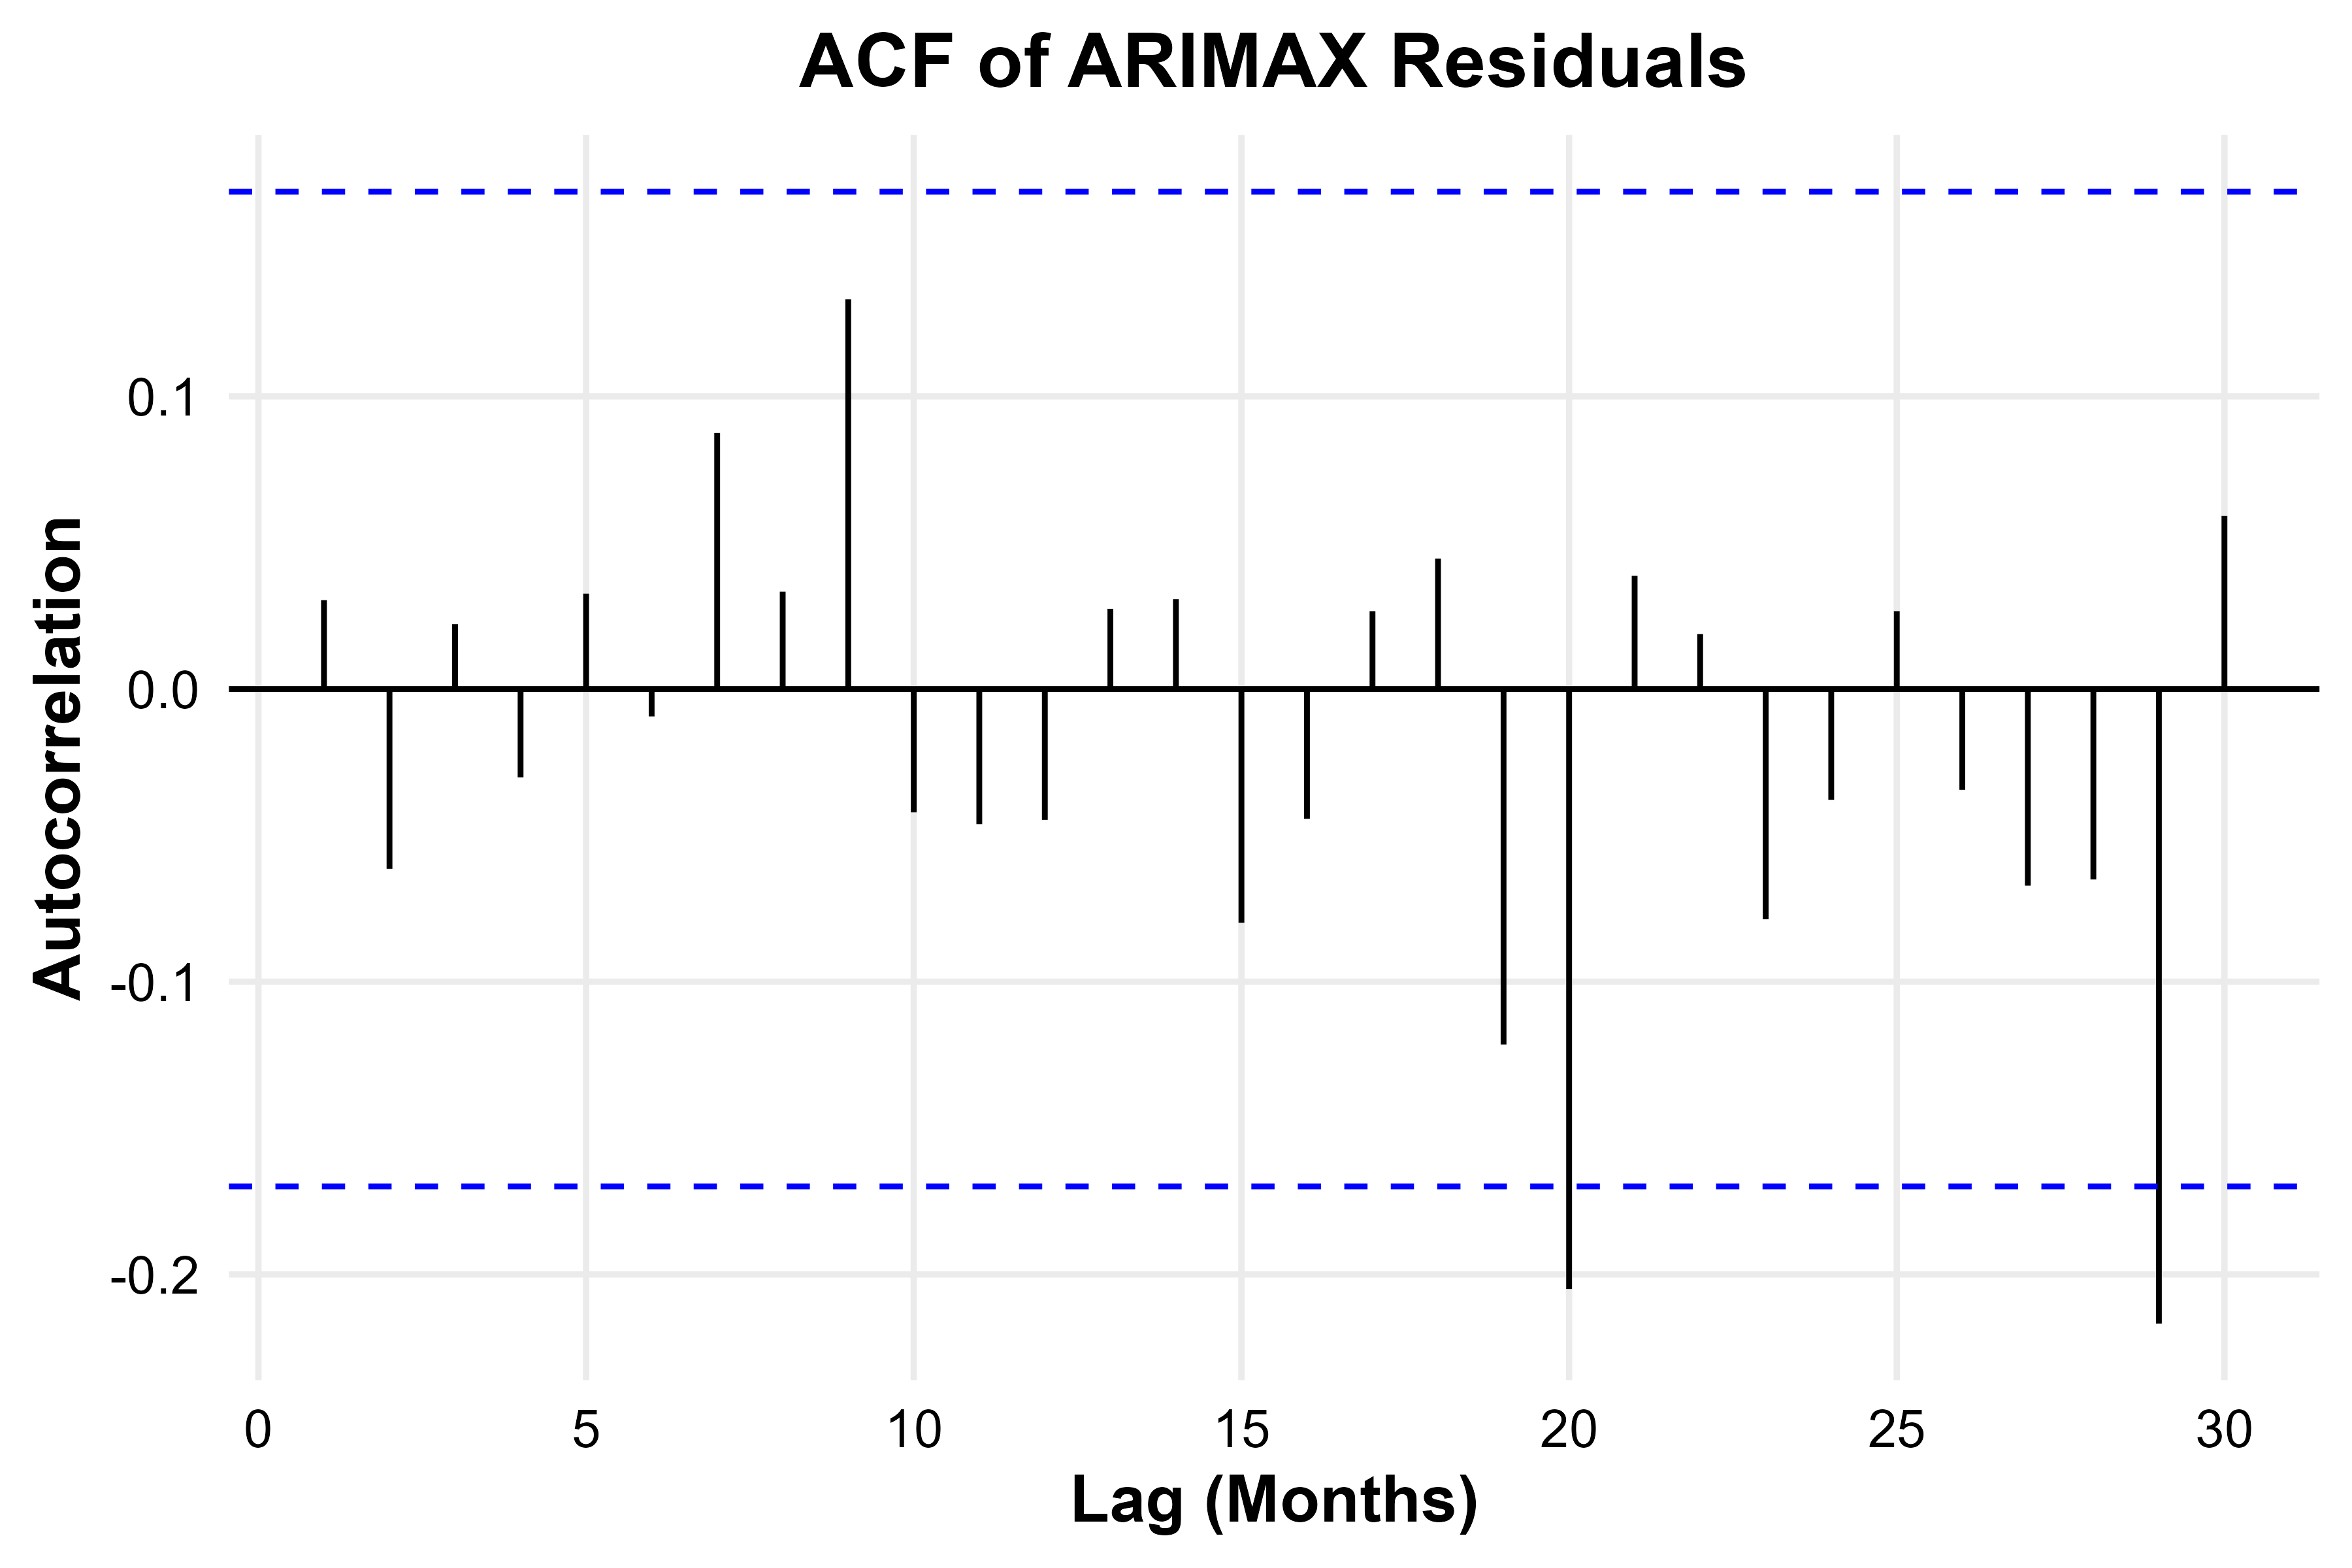 ACF of ARIMAX Residuals
Autocorrelation
0.1
0.0
-0.1
-0.2
0 5 10 15 20 25 30
Lag (Months)